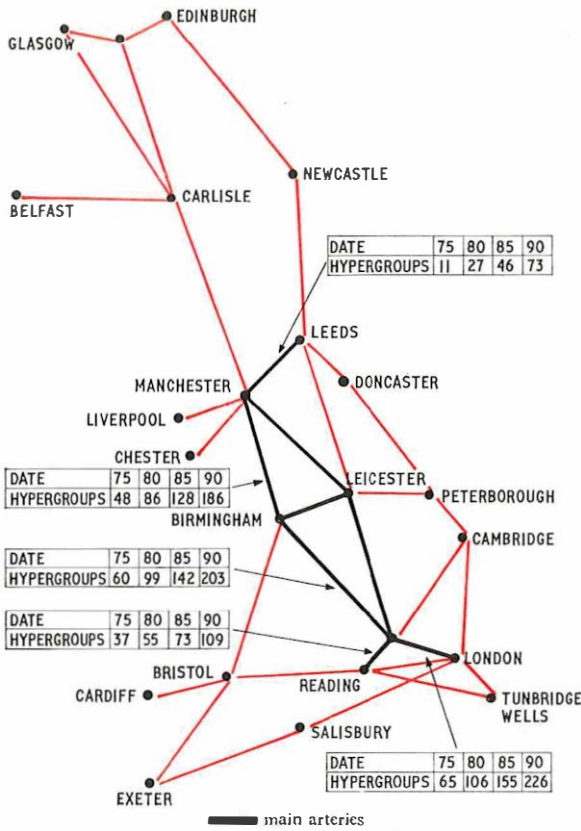 EDINBURGH
GLASGOW
NEWCASTLE
CARLISLE
BELFAST
DATE 75 80 85 90
HYPERGROUPS 11 27 46 73
LEEDS
MANCHESTER
DONCASTER
LIVERPOOL
CHESTER
DATE 75 80 85 90
HYPERGROUPS 48 86 128 186
LEICESTER
PETERBOROUGH
BIRMINGHAM
CAMBRIDGE
DATE 75 80 85 90
HYPERGROUPS 60 99 142 203
DATE 75 80 85 90
HYPERGROUPS 37 55 73 109
LONDON
BRISTOL
READING
CARDIFF
TUNBRIDGE
WELLS
SALISBURY
DATE 75 80 85 90
HYPERGROUPS 65 106 155 226
EXETER
main arteries